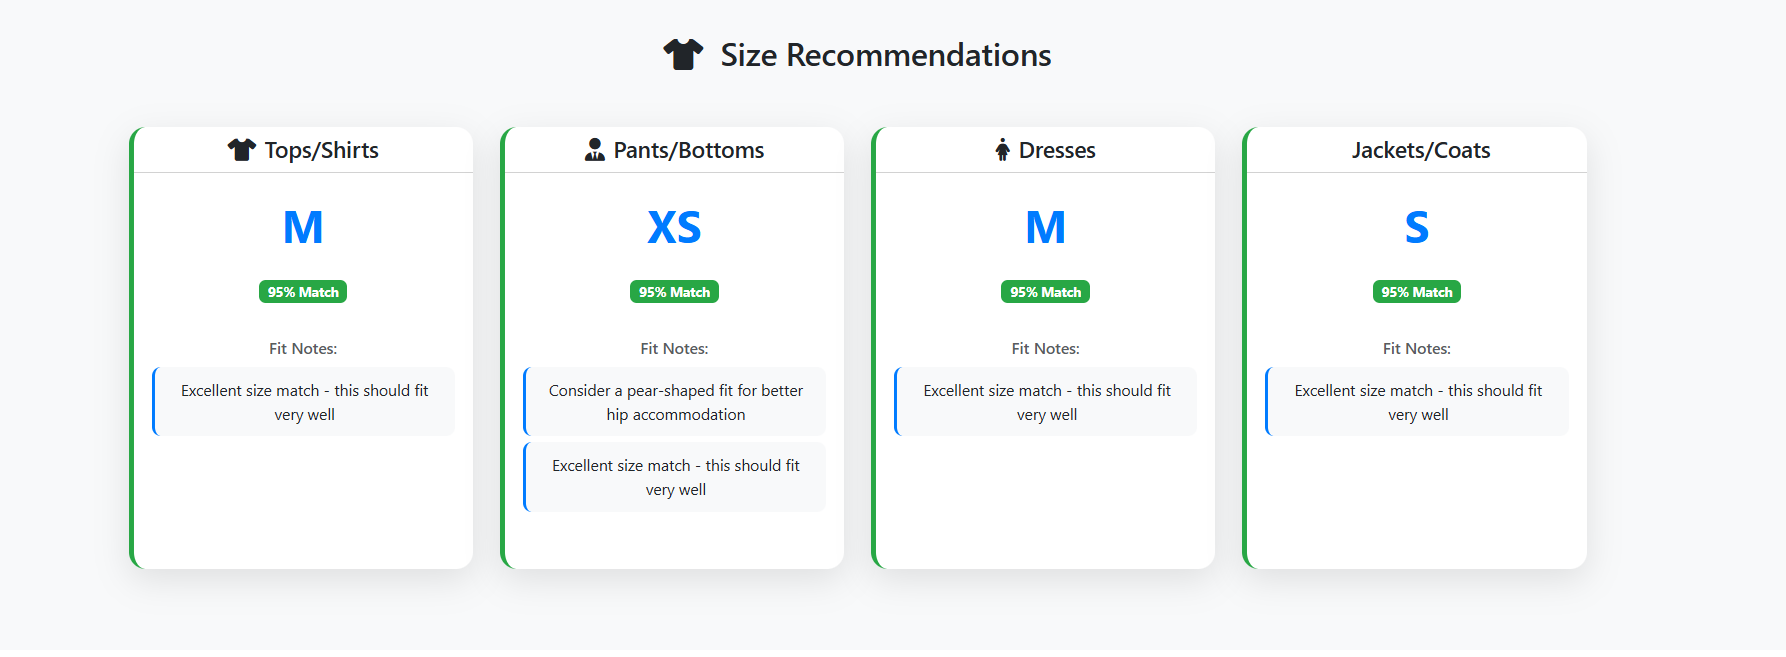 Size Recommendations
Tops/Shirts
M
95% Match
Fit Notes:
Excellent size match - this should fit
very well
Pants/Bottoms
XS
95% Match
Fit Notes:
Consider a pear-shaped fit for better
hip accommodation
Excellent size match - this should fit
very well
Dresses
M
95% Match
Fit Notes:
Excellent size match - this should fit
very well
Jackets/Coats
S
95% Match
Fit Notes:
Excellent size match - this should fit
very well